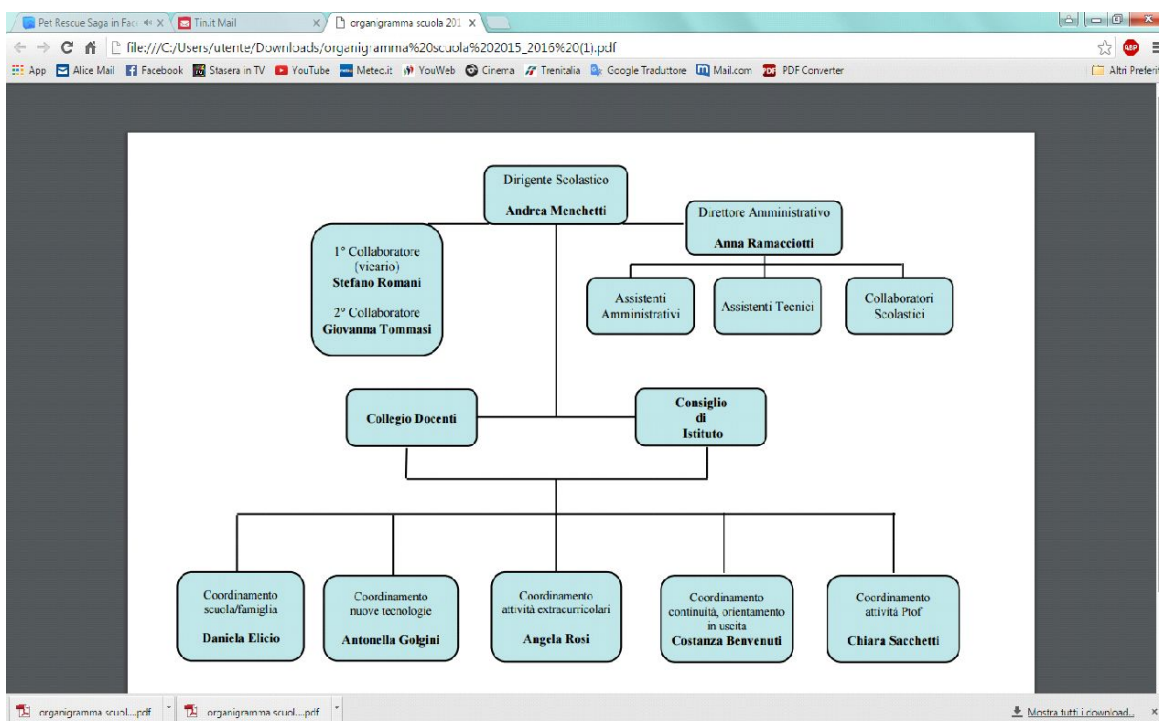 Pet Rescue Saga in Fac
Tin.it Mail
organigramma scuola 201
file:///C:/Users/utente/Downloads/organigramma%20scuola%202015_2016%20(1).pdf
App Alice Mail Facebook Stasera in TV YouTube Meteo.it YouWeb Cinema Trenitalia Google Traduttore Mail.com PDF Converter Altri Preferit
Dirigente Scolastico
Andrea Menchetti
Direttore Amministrativo
Anna Ramacciotti
1° Collaboratore
(vicario)
Stefano Romani
2° Collaboratore
Giovanna Tommasi
Assistenti
Amministrativi
Assistenti Tecnici
Collaboratori
Scolastici
Collegio Docenti
Consiglio
di
Istituto
Coordinamento
scuola/famiglia
Daniela Elicio
Coordinamento
nuove tecnologie
Antonella Golgini
Coordinamento
attività extracurricolari
Angela Rosi
Coordinamento
continuità, orientamento
in uscita
Costanza Benvenuti
Coordinamento
attività Ptof
Chiara Sacchetti
organigramma scuol....pdf
organigramma scuol....pdf
Mostra tutti i download...